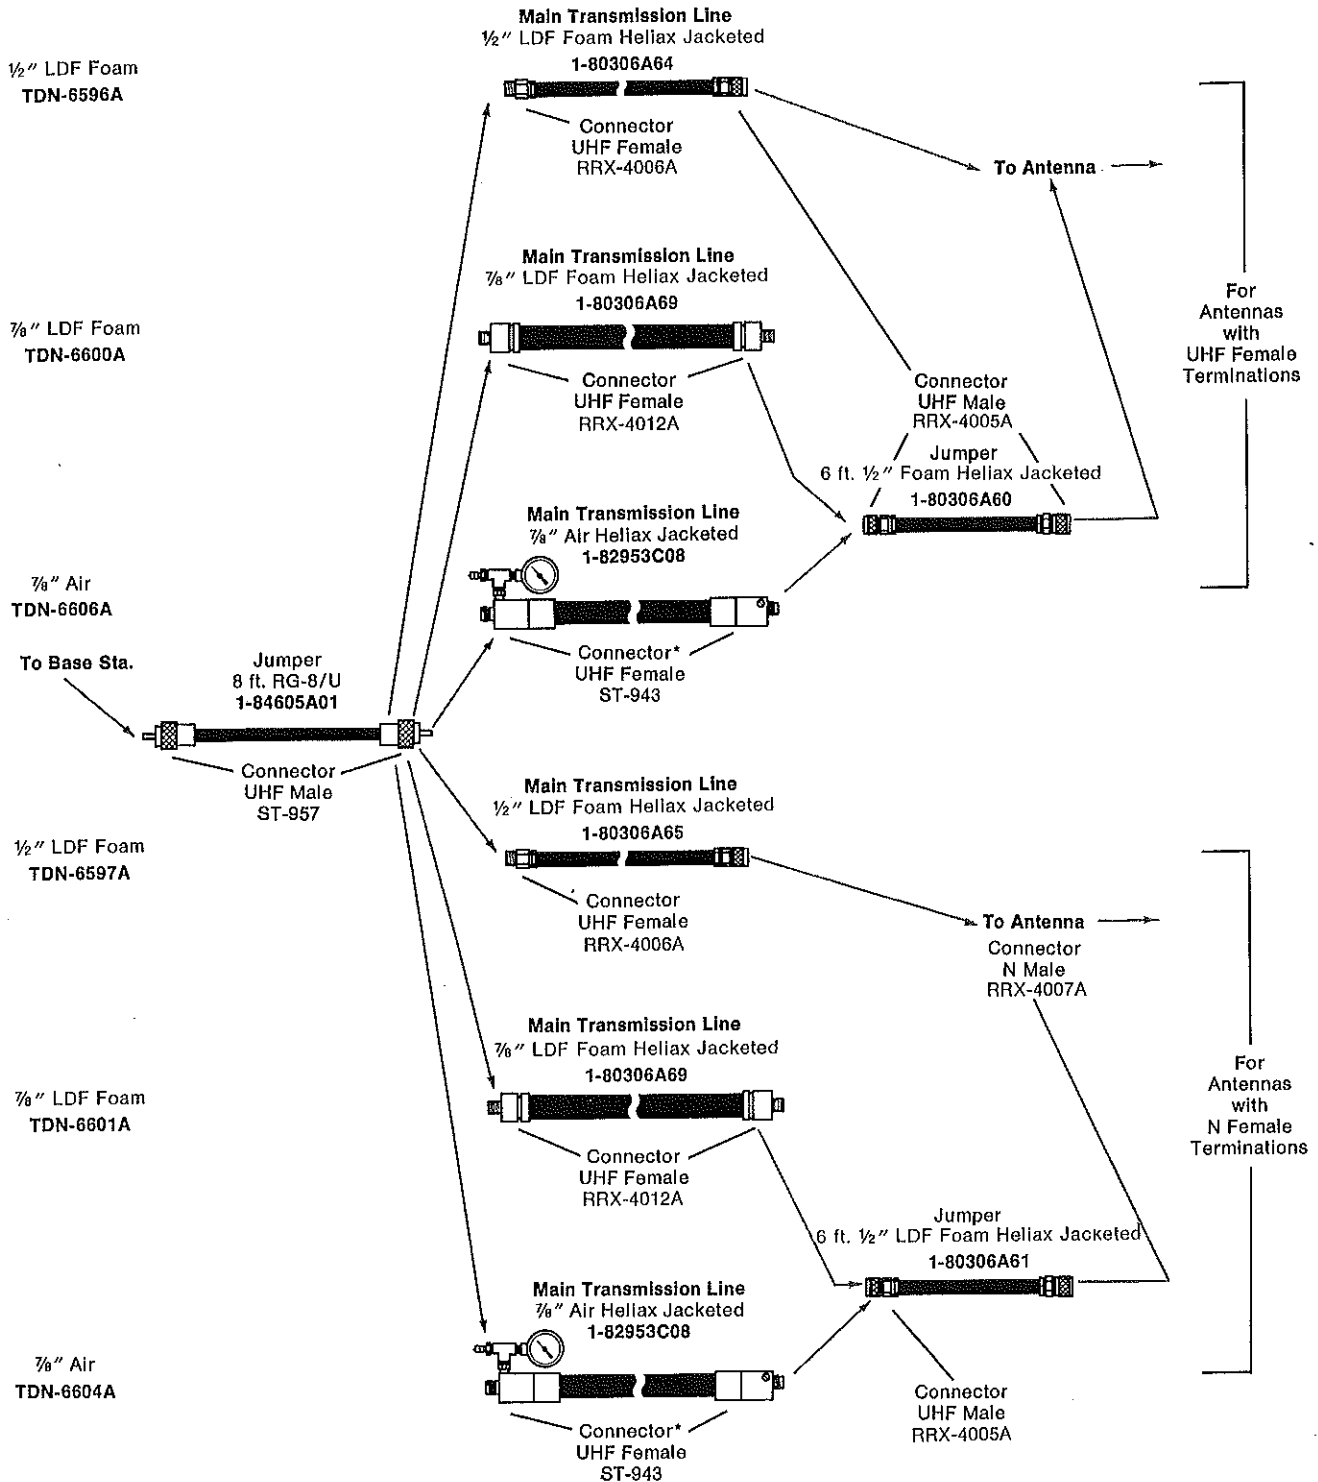 Main Transmission Line
½" LDF Foam Heliax Jacketed
1-80306A64
½" LDF Foam
TDN-6596A
Connector
UHF Female
RRX-4006A
To Antenna
Main Transmission Line
⅞" LDF Foam Heliax Jacketed
1-80306A69
⅞" LDF Foam
TDN-6600A
Connector
UHF Female
RRX-4012A
For
Antennas
with
UHF Female
Terminations
Connector
UHF Male
RRX-4005A
Jumper
6 ft. ½" Foam Heliax Jacketed
1-80306A60
Main Transmission Line
⅞" Air Heliax Jacketed
1-82953C08
⅞" Air
TDN-6606A
Connector*
UHF Female
ST-943
To Base Sta.
Jumper
8 ft. RG-8/U
1-84605A01
Connector
UHF Male
ST-957
Main Transmission Line
½" LDF Foam Heliax Jacketed
1-80306A65
½" LDF Foam
TDN-6597A
Connector
UHF Female
RRX-4006A
To Antenna
Connector
N Male
RRX-4007A
Main Transmission Line
⅞" LDF Foam Heliax Jacketed
1-80306A69
⅞" LDF Foam
TDN-6601A
Connector
UHF Female
RRX-4012A
For
Antennas
with
N Female
Terminations
Jumper
6 ft. ½" LDF Foam Heliax Jacketed
1-80306A61
Main Transmission Line
⅞" Air Heliax Jacketed
1-82953C08
⅞" Air
TDN-6604A
Connector*
UHF Female
ST-943
Connector
UHF Male
RRX-4005A